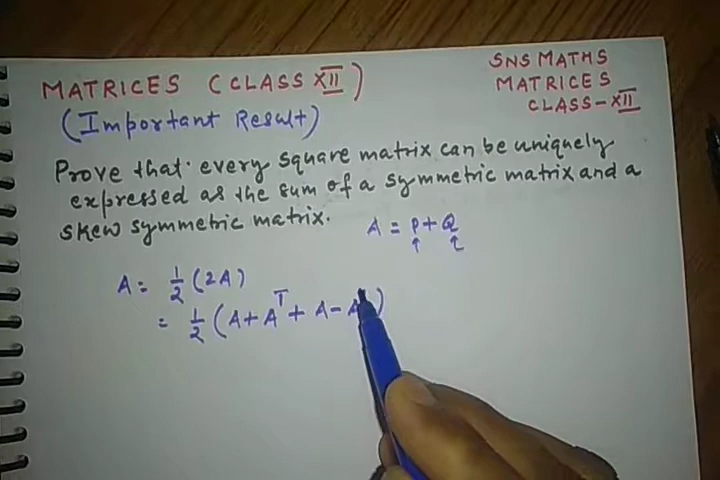 MATRICES (CLASS XII)
(Important Result)
SNS MATHS
MATRICES
CLASS-XII
Prove that every square matrix can be uniquely
expressed as the sum of a symmetric matrix and a
skew symmetric matrix.
A = P + Q
↑ ↑
A = 1/2 (2A)
= 1/2 (A + A^T + A - A )